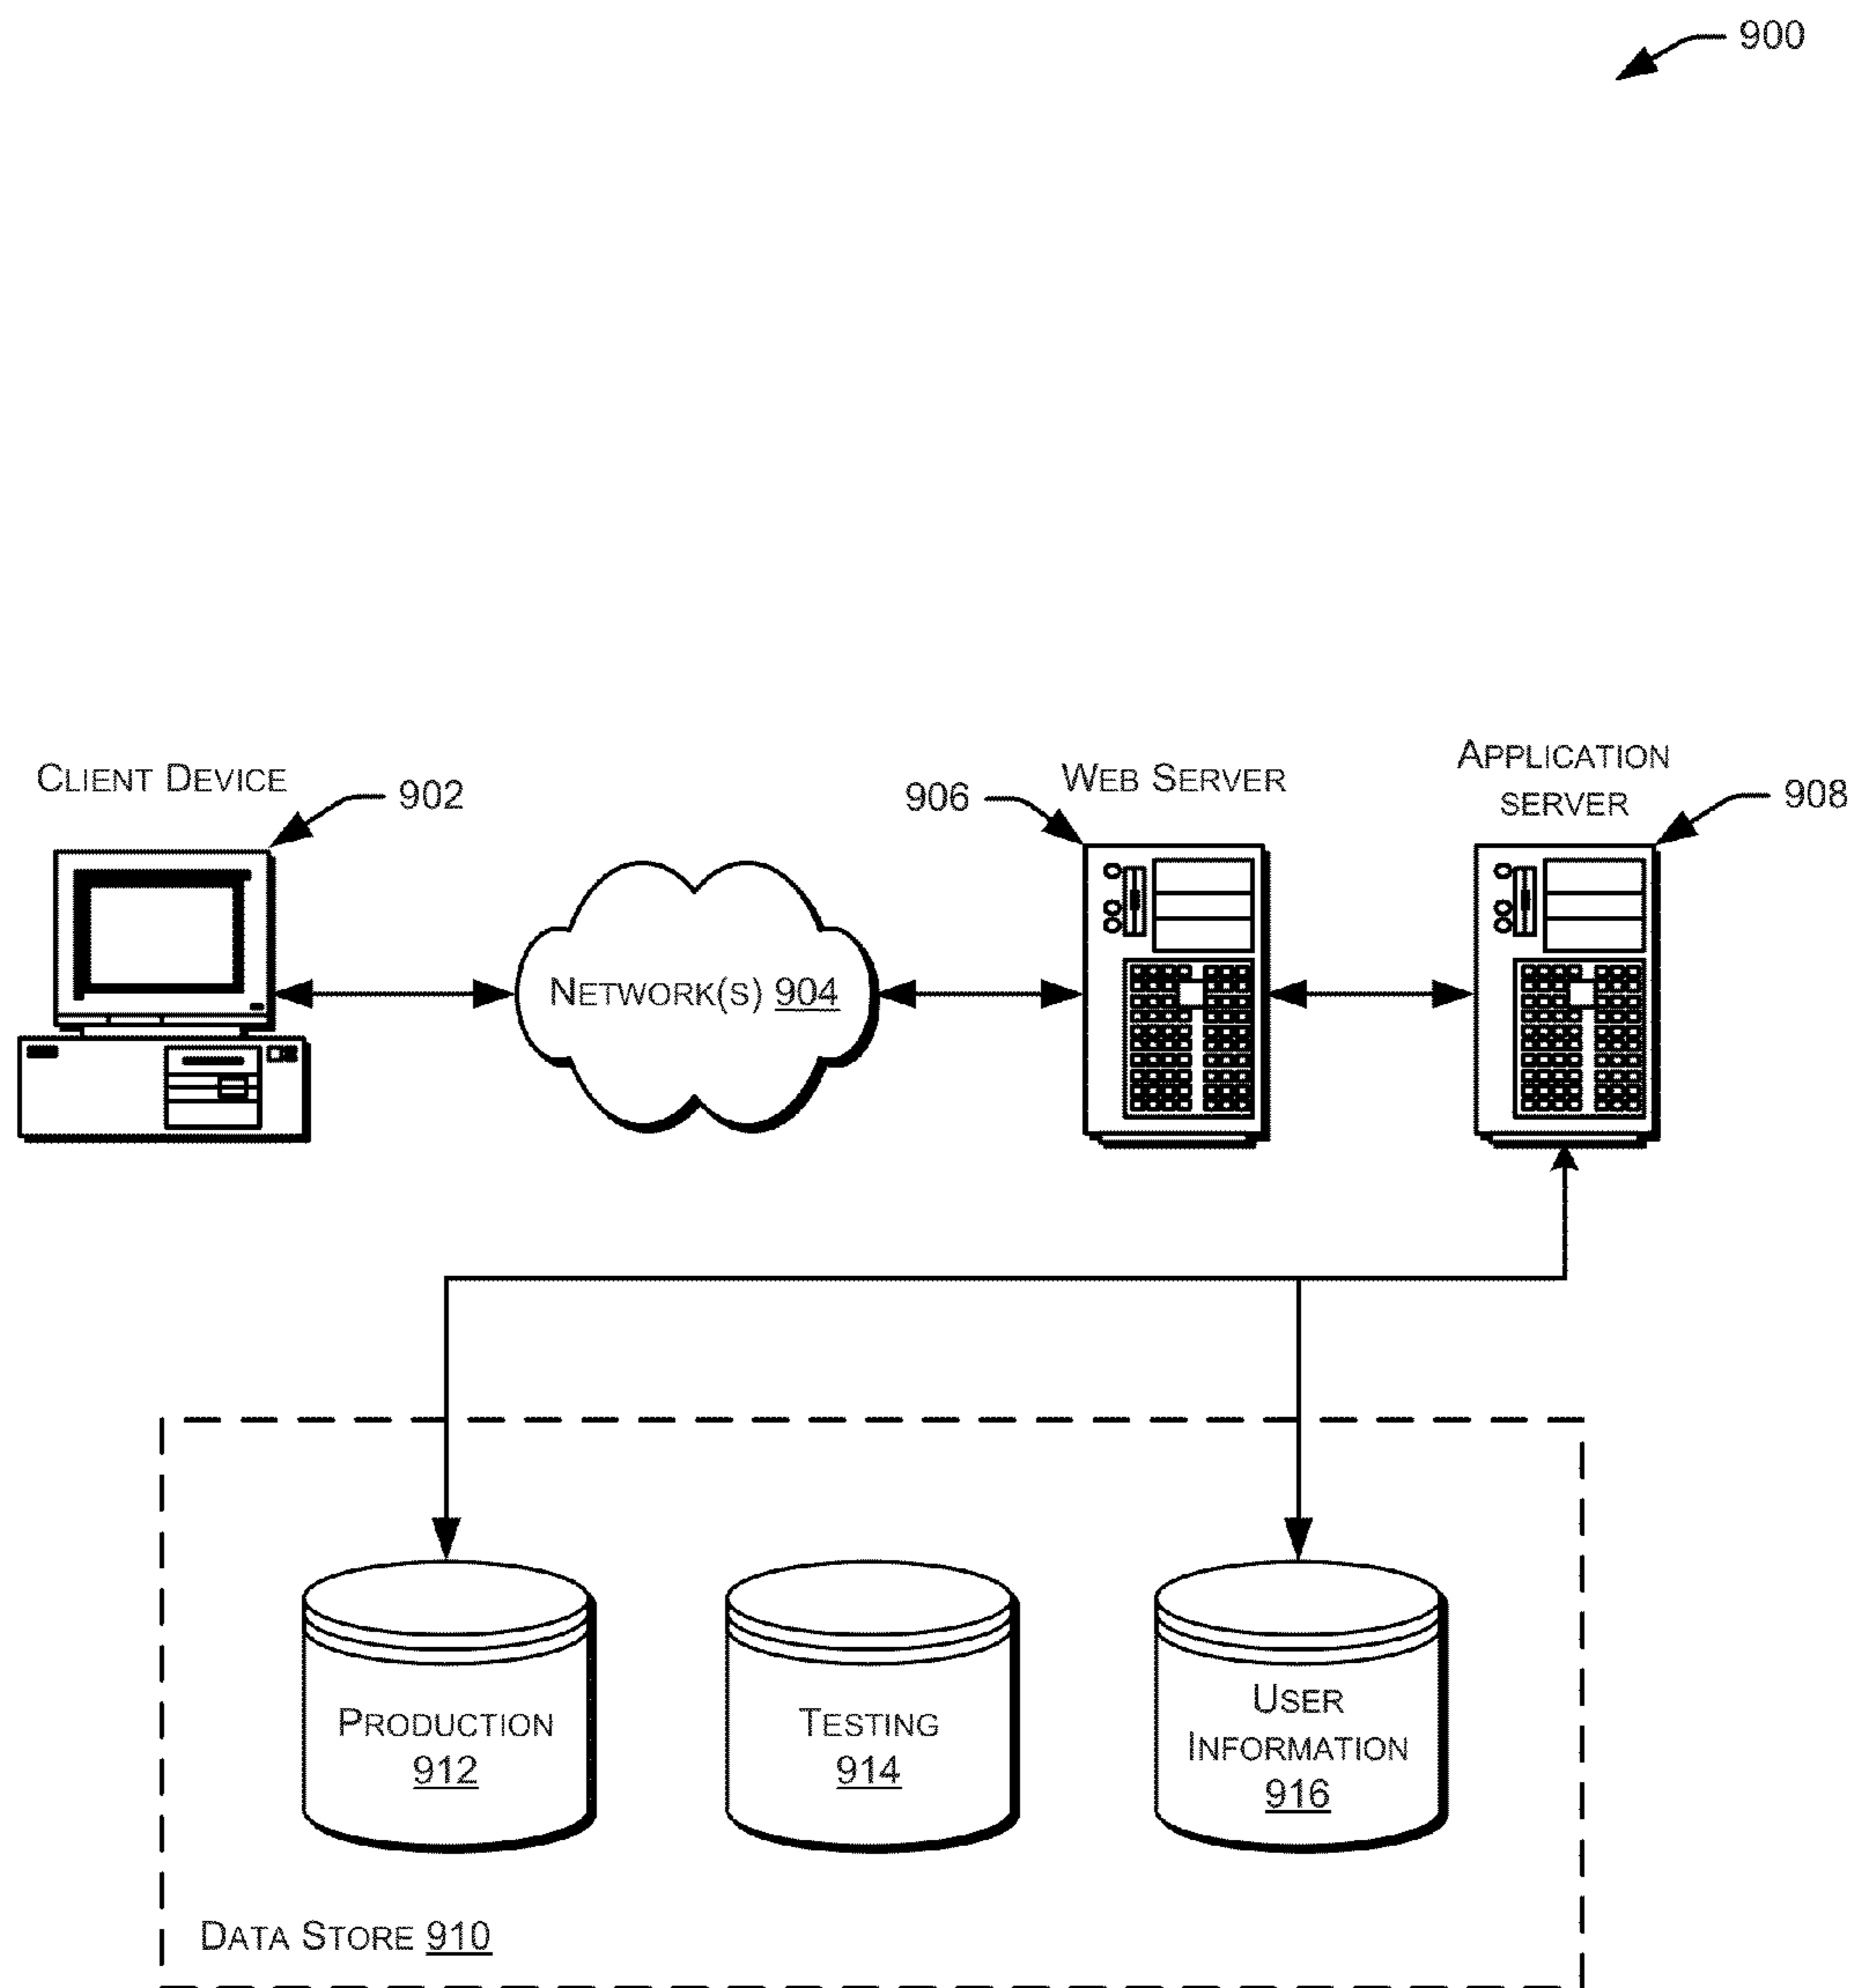 900
CLIENT DEVICE
902
906
WEB SERVER
APPLICATION
SERVER
908
NETWORK(S) 904
PRODUCTION
912
TESTING
914
USER
INFORMATION
916
DATA STORE 910